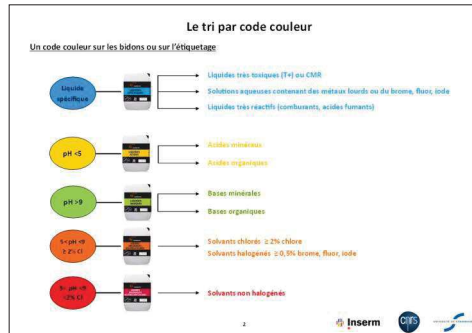 Le tri par code couleur
Un code couleur sur les bidons ou sur l'étiquetage
Liquide
spécifique
Liquides très toxiques (T+) ou CMR
Solutions aqueuses contenant des métaux lourds ou du brome, fluor, iode
Liquides très réactifs (comburants, acides fumants)
pH <5
Acides minéraux
Acides organiques
pH >9
Bases minérales
Bases organiques
5< pH <9
≥ 2% Cl
Solvants chlorés ≥ 2% chlore
Solvants halogénés ≥ 0,5% brome, fluor, iode
5< pH <9
<2% Cl
Solvants non halogénés
2
Inserm
cnrs